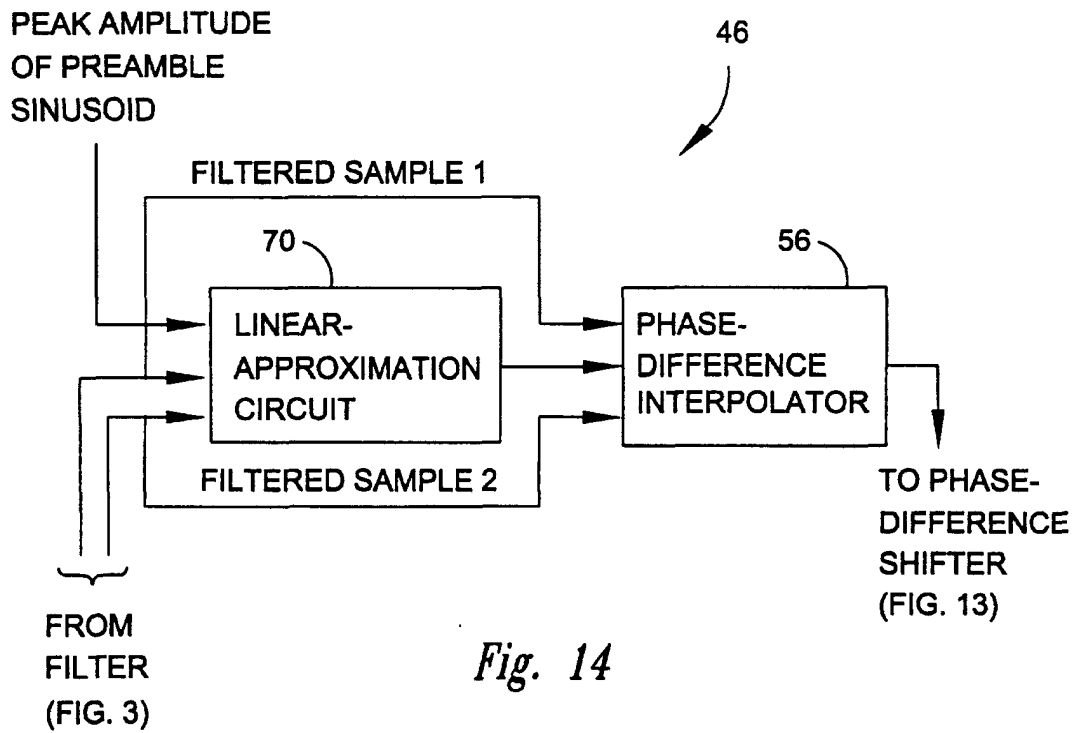 PEAK AMPLITUDE
OF PREAMBLE
SINUSOID
46
FILTERED SAMPLE 1
70
56
LINEAR-
APPROXIMATION
CIRCUIT
PHASE-
DIFFERENCE
INTERPOLATOR
FILTERED SAMPLE 2
TO PHASE-
DIFFERENCE
SHIFTER
(FIG. 13)
FROM
FILTER
(FIG. 3)
Fig. 14